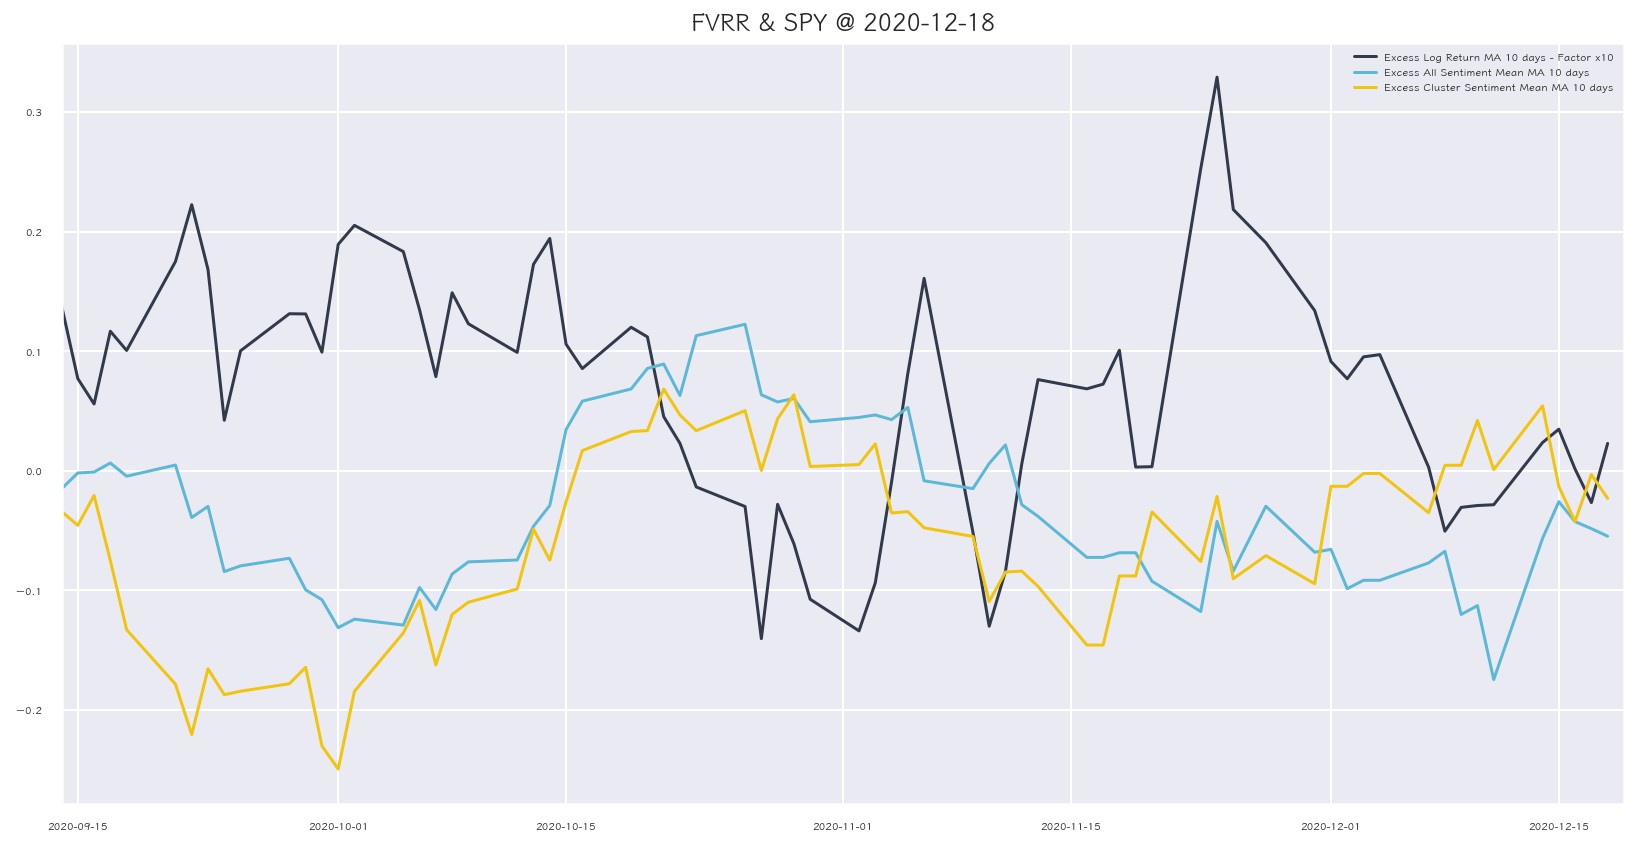 FVRR & SPY @ 2020-12-18
Excess Log Return MA 10 days - Factor x10
Excess All Sentiment Mean MA 10 days
Excess Cluster Sentiment Mean MA 10 days
0.3
0.2
0.1
0.0
−0.1
−0.2
2020-09-15 2020-10-01 2020-10-15 2020-11-01 2020-11-15 2020-12-01 2020-12-15